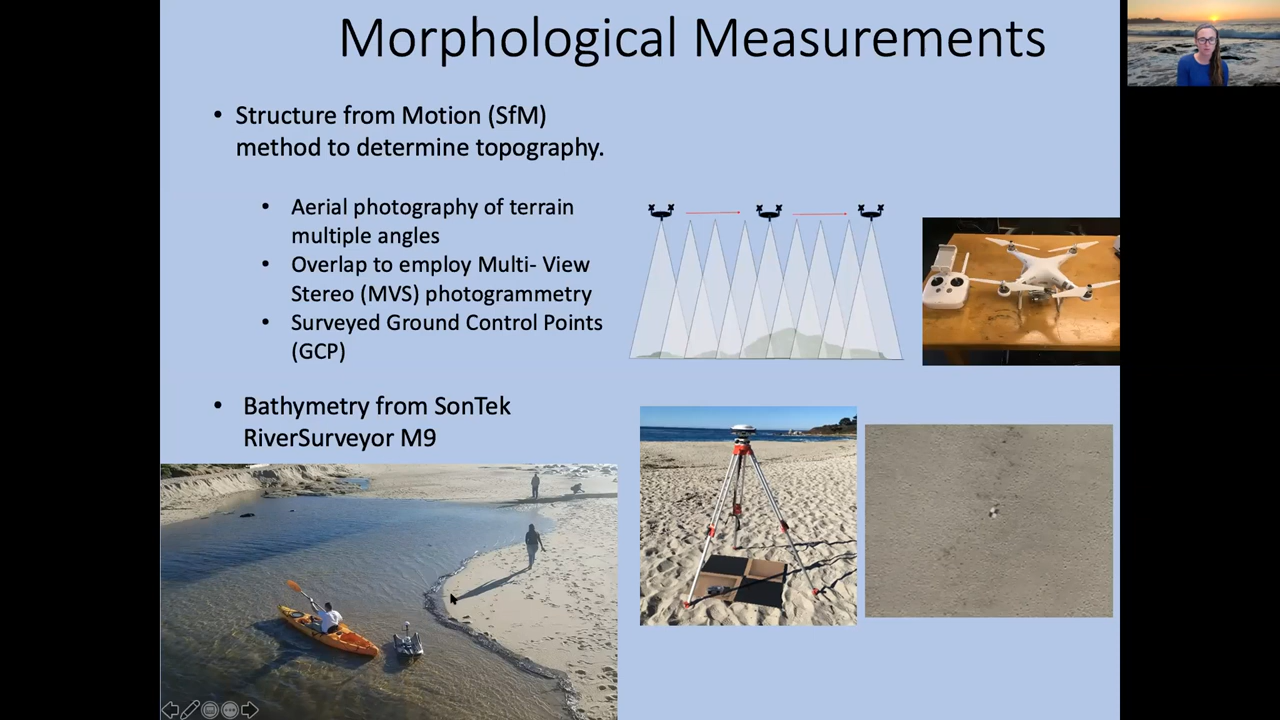 Morphological Measurements
• Structure from Motion (SfM)
method to determine topography.
• Aerial photography of terrain
multiple angles
• Overlap to employ Multi- View
Stereo (MVS) photogrammetry
• Surveyed Ground Control Points
(GCP)
• Bathymetry from SonTek
RiverSurveyor M9